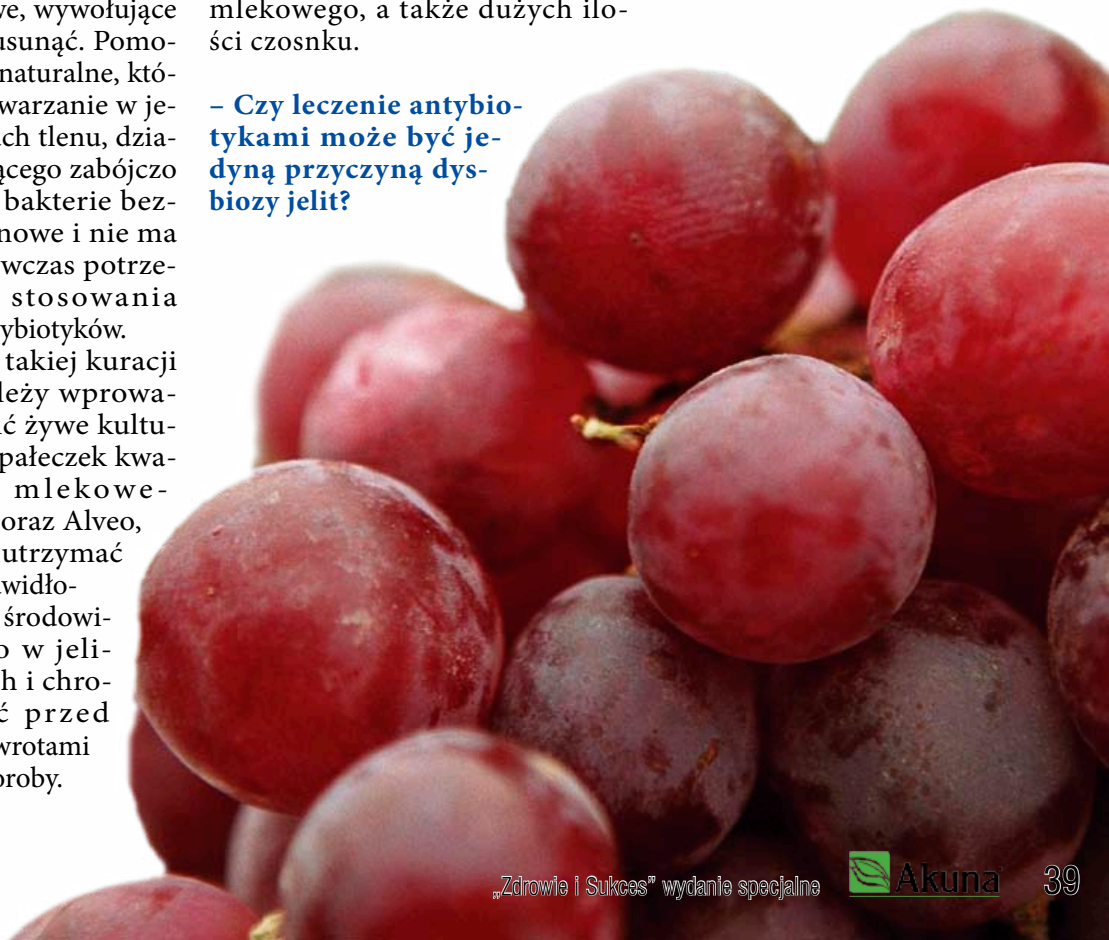 we, wywołujące
usunąć. Pomo-
naturalne, któ-
warzanie w je-
ch tlenu, dzia-
ącego zabójczo
bakterie bez-
nowe i nie ma
wczas potrze-
stosowania
ybiotyków.
takiej kuracji
leży wprowa-
ć żywe kultu-
pałeczek kwa-
mlekowe-
oraz Alveo,
utrzymać
widło-
środowi-
o w jeli-
h i chro-
ć przed
wrotami
oroby.
mlekowego, a także dużych ilo-
ści czosnku.
– Czy leczenie antybio-
tykami może być je-
dyną przyczyną dys-
biozy jelit?
„Zdrowie i Sukces” wydanie specjalne
Akuna
39